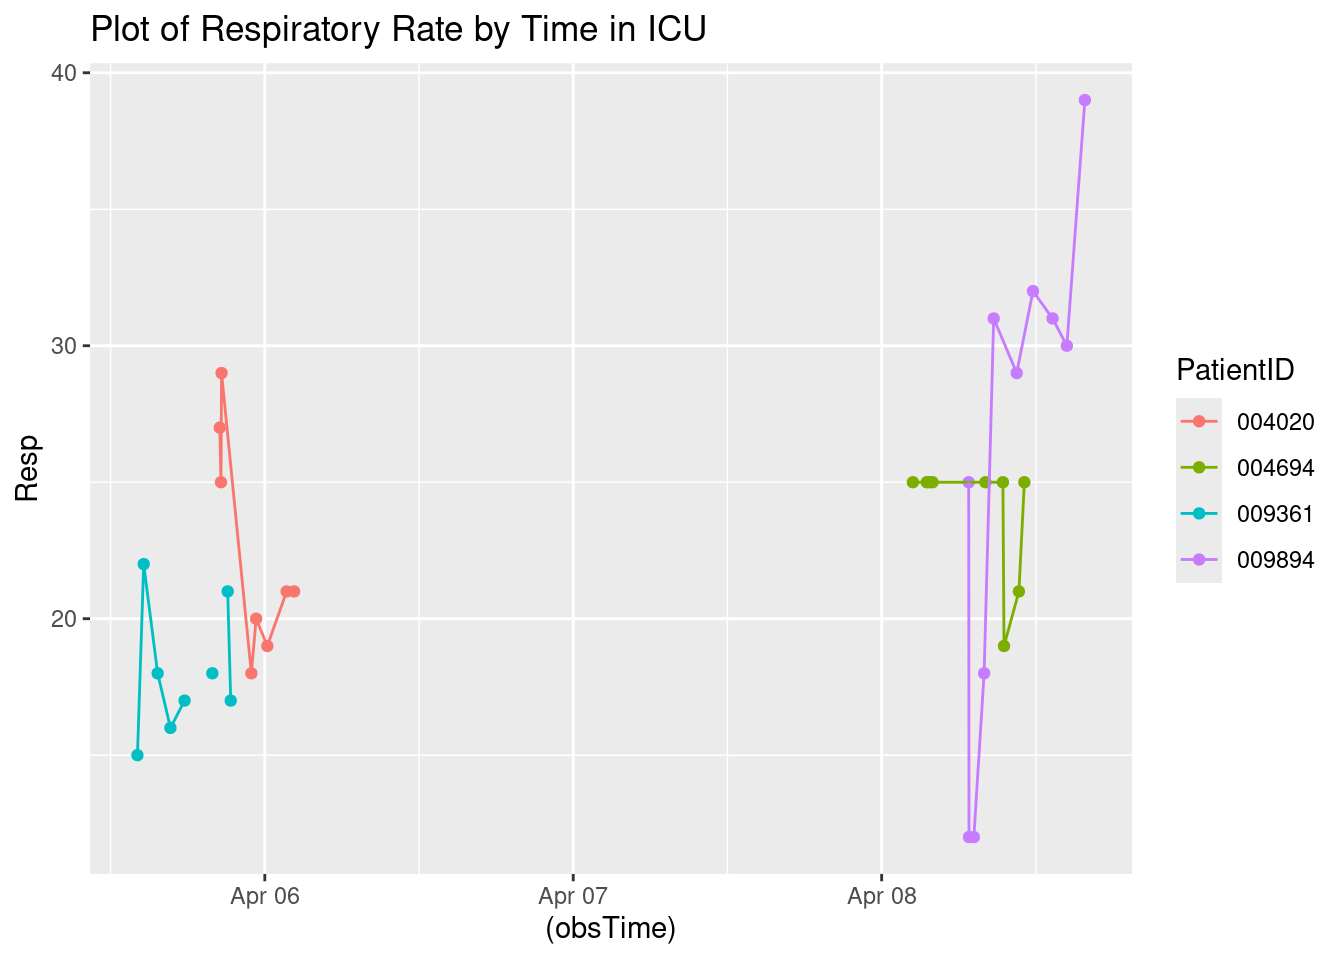 Plot of Respiratory Rate by Time in ICU
40
30
20
Resp
Apr 06
Apr 07
Apr 08
(obsTime)
PatientID
004020
004694
009361
009894